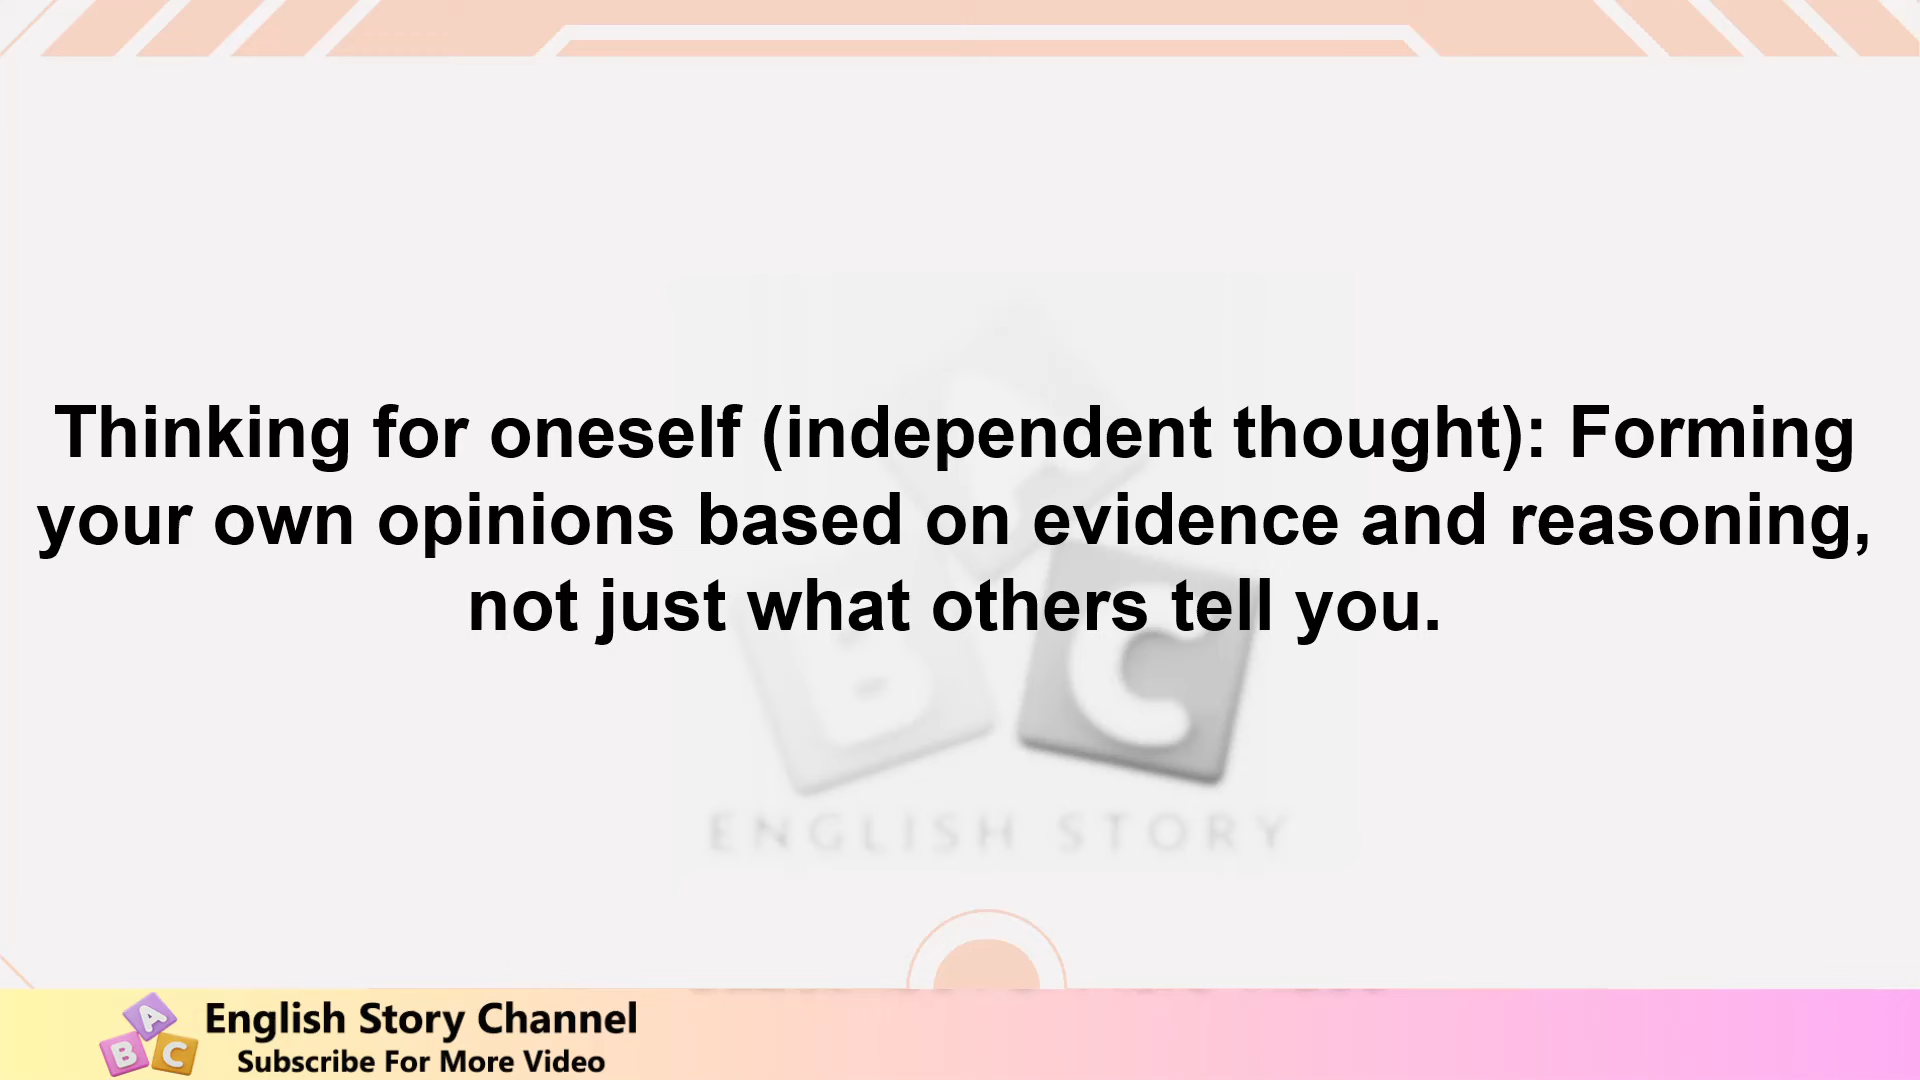 Thinking for oneself (independent thought): Forming
your own opinions based on evidence and reasoning,
not just what others tell you.
B
C
ENGLISH STORY
A
B
C
English Story Channel
Subscribe For More Video